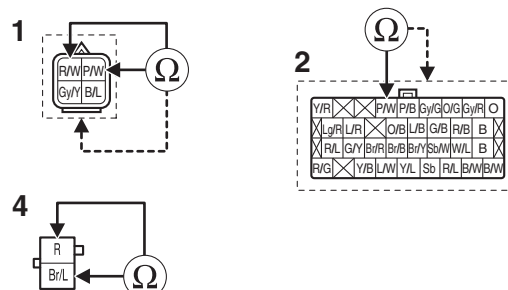 1
R/W P/W
Gy/Y B/L
Ω
2
Ω
Y/R P/W P/B Gy/G O/G Gy/R O
Lg/R L/R O/B L/B G/B R/B B
R/L G/Y Br/R Br/B Br/Y Sb/W W/L B
R/G Y/B L/W Y/L Sb R/L B/W B/W
4
R
Br/L
Ω